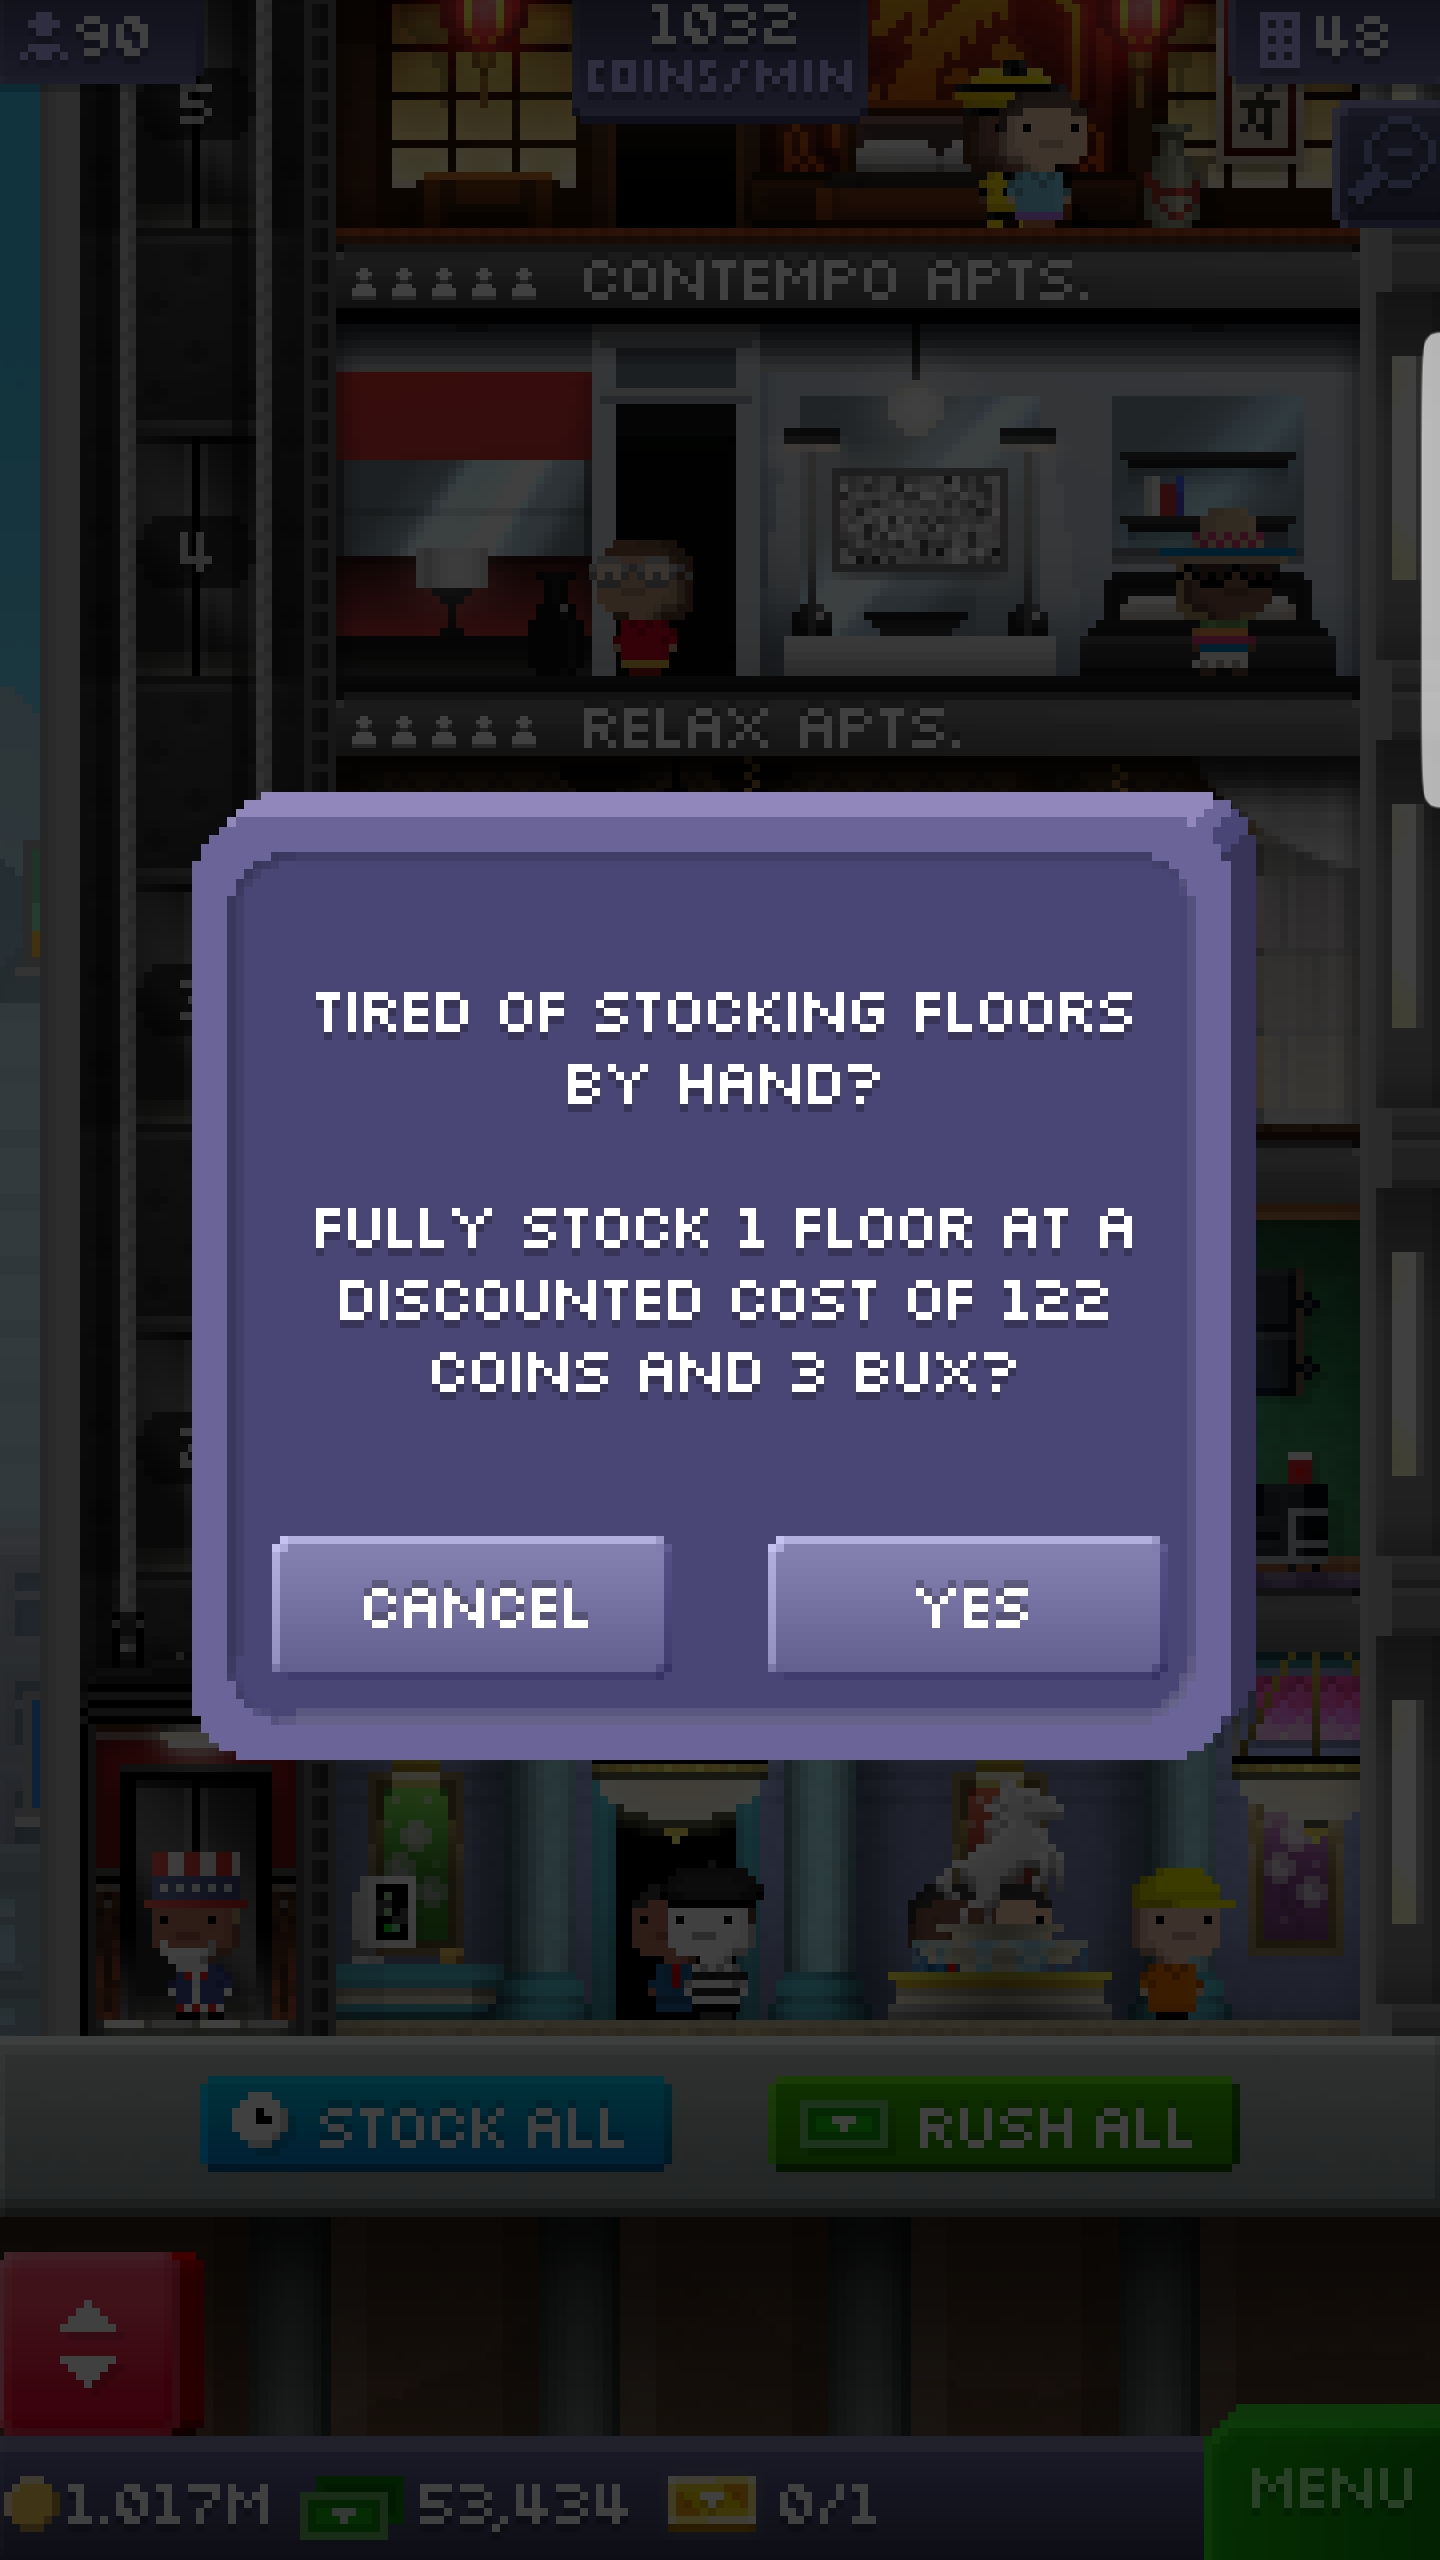 90
1032
COINS/MIN
48
5
CONTEMPO APTS.
4
RELAX APTS.
TIRED OF STOCKING FLOORS
BY HAND?
FULLY STOCK 1 FLOOR AT A
DISCOUNTED COST OF 122
COINS AND 3 BUX?
CANCEL
YES
STOCK ALL
RUSH ALL
1.017M
53,434
0/1
MENU